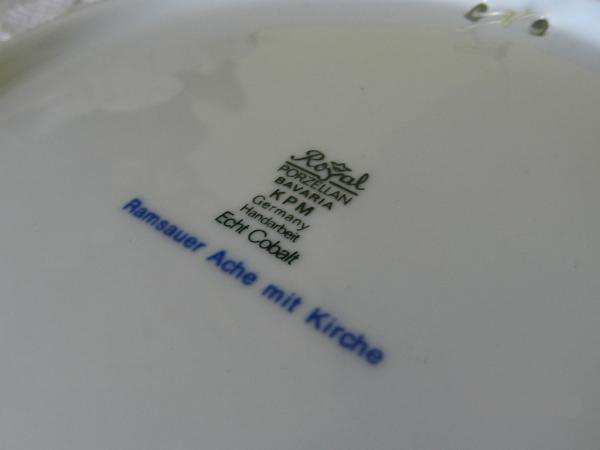 Royal
PORZELLAN
BAVARIA
KPM
Germany
Handarbeit
Echt Cobalt
Ramsauer Ache mit Kirche